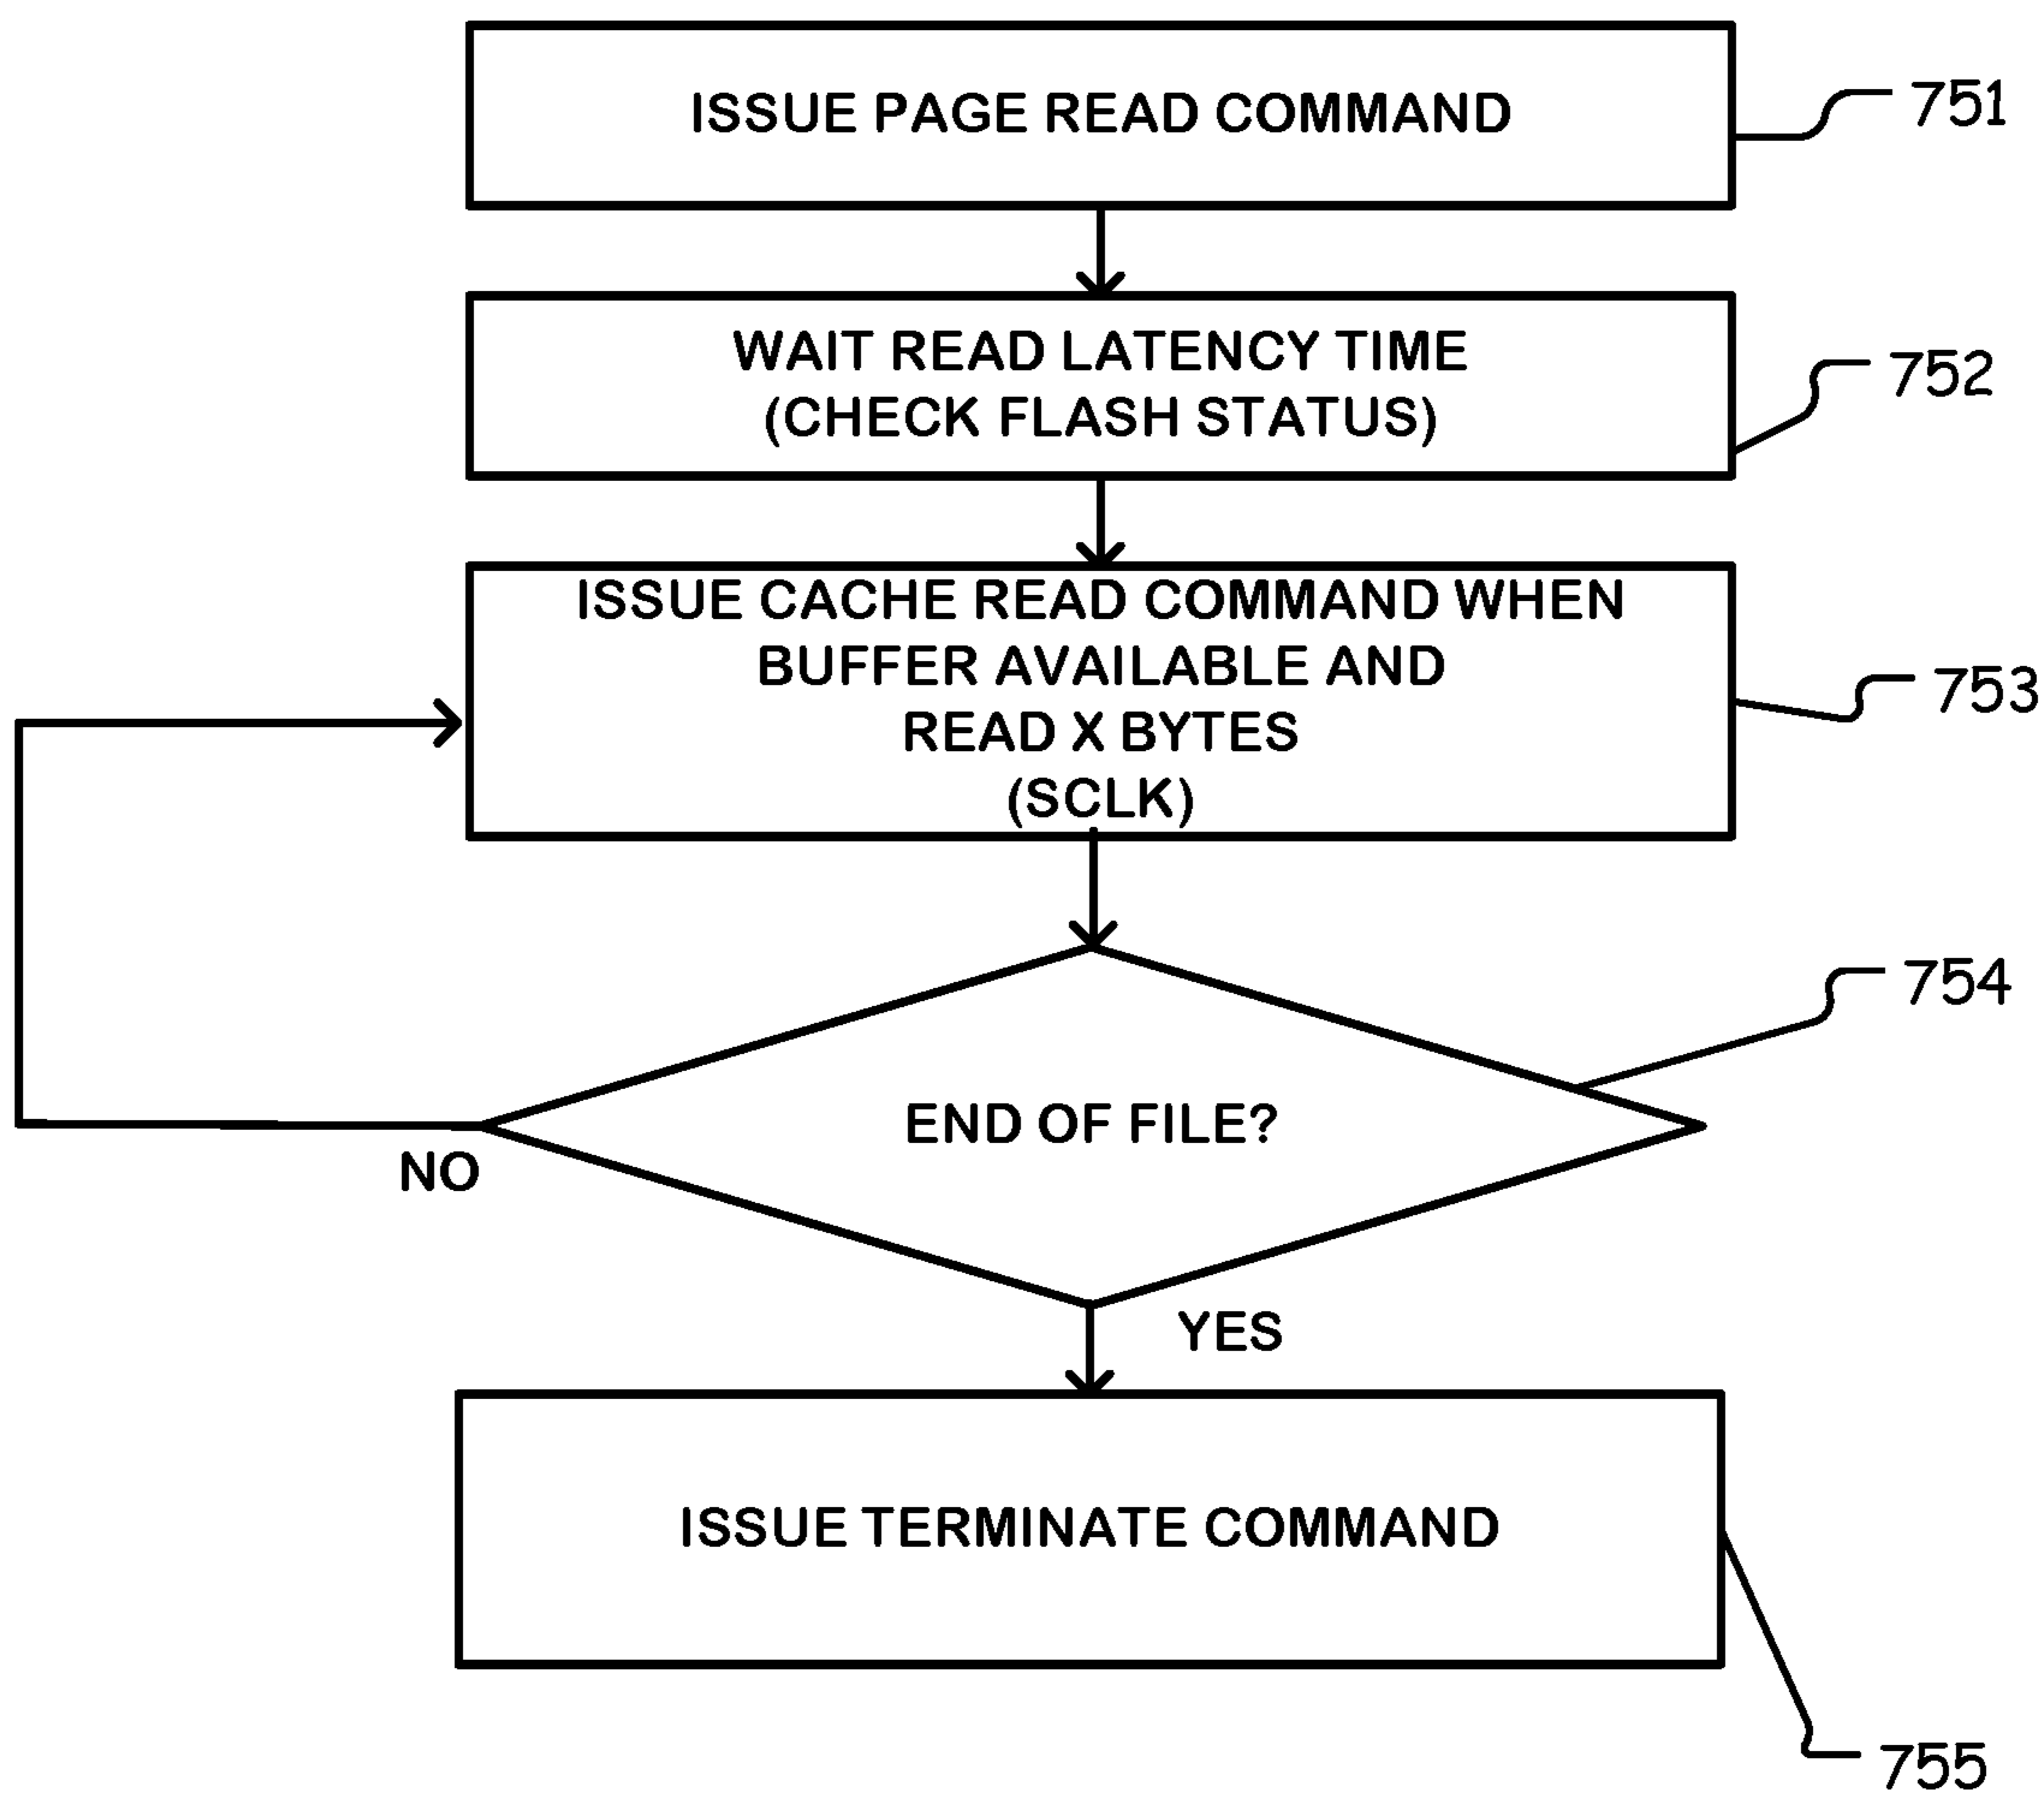 ISSUE PAGE READ COMMAND
751
WAIT READ LATENCY TIME
(CHECK FLASH STATUS)
752
ISSUE CACHE READ COMMAND WHEN
BUFFER AVAILABLE AND
READ X BYTES
(SCLK)
753
754
END OF FILE?
NO
YES
ISSUE TERMINATE COMMAND
755